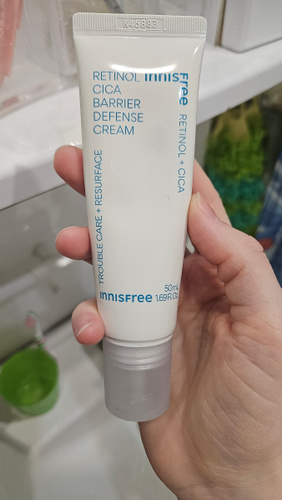 RETINOL
CICA
BARRIER
DEFENSE
CREAM
innisfree
RETINOL + CICA
TROUBLE CARE + RESURFACE
innisfree
50mL
1.69Fl.Oz